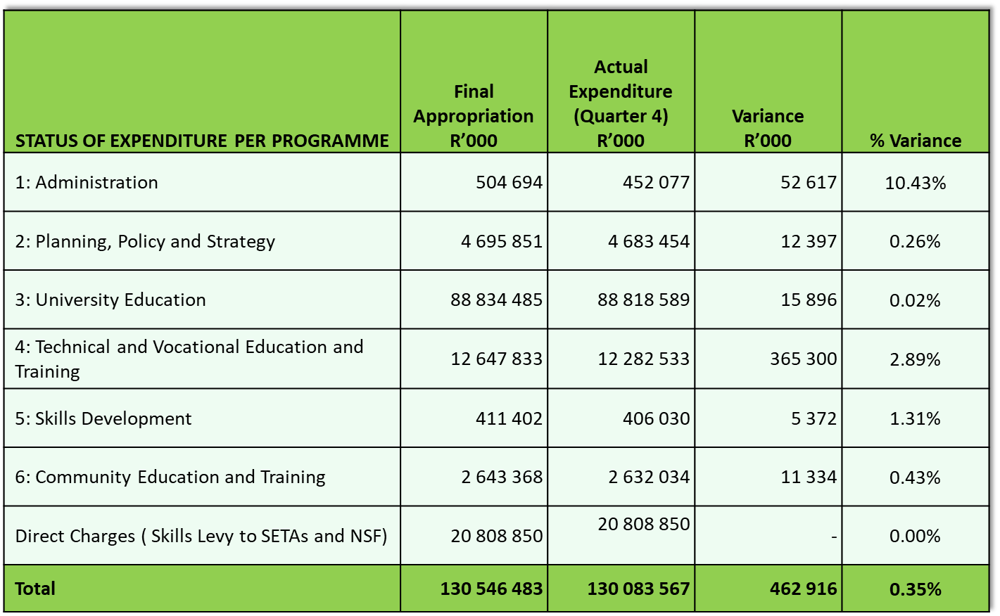 STATUS OF EXPENDITURE PER PROGRAMME
Final
Appropriation
R’000
Actual
Expenditure
(Quarter 4)
R’000
Variance
R’000
% Variance
1: Administration 504 694 452 077 52 617 10.43%
2: Planning, Policy and Strategy 4 695 851 4 683 454 12 397 0.26%
3: University Education 88 834 485 88 818 589 15 896 0.02%
4: Technical and Vocational Education and
Training 12 647 833 12 282 533 365 300 2.89%
5: Skills Development 411 402 406 030 5 372 1.31%
6: Community Education and Training 2 643 368 2 632 034 11 334 0.43%
Direct Charges ( Skills Levy to SETAs and NSF) 20 808 850 20 808 850 - 0.00%
Total 130 546 483 130 083 567 462 916 0.35%